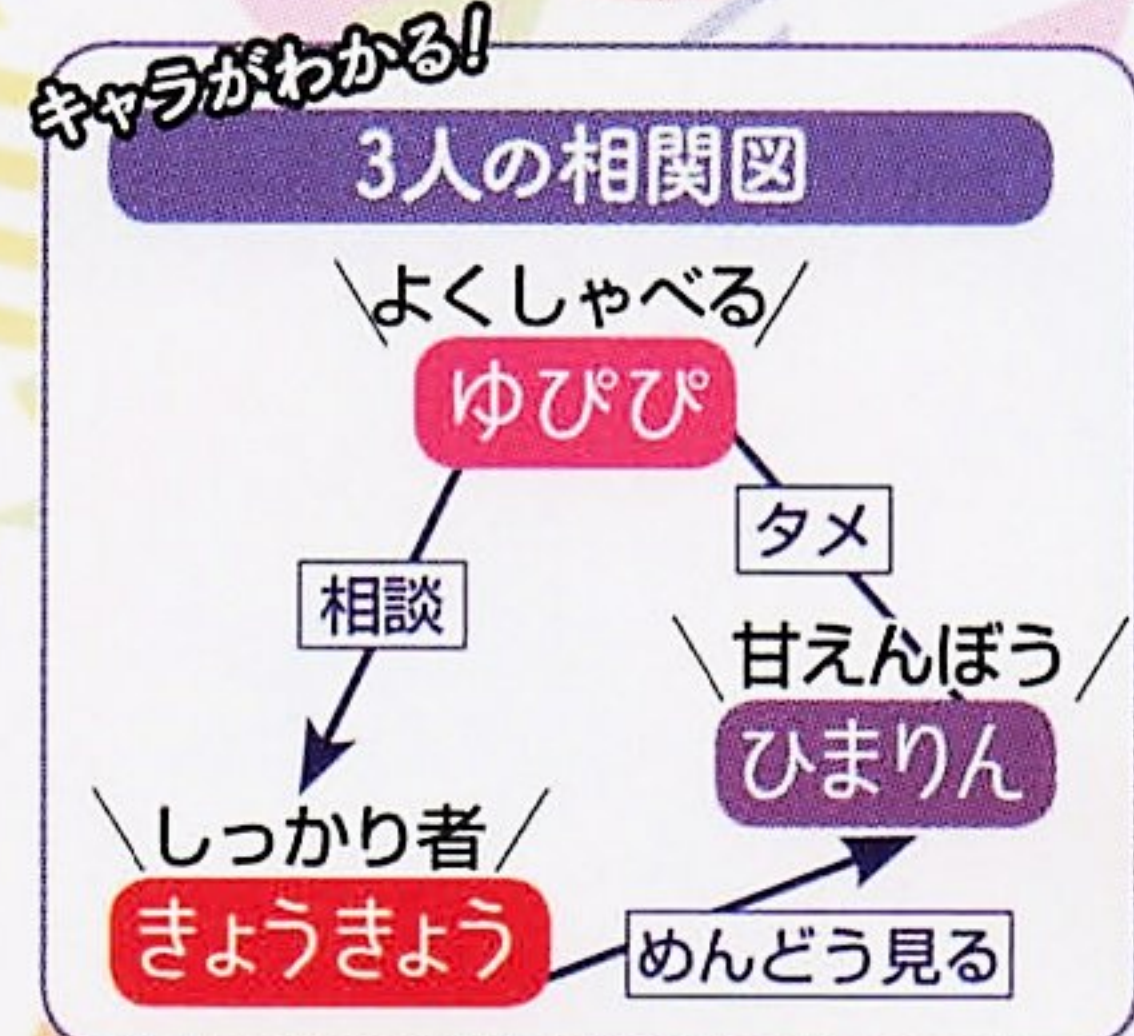 キャラがわかる!
3人の相関図
よくしゃべる
ゆぴぴ
タメ
相談
甘えんぼう
ひまりん
しっかり者
きょうきょう
めんどう見る